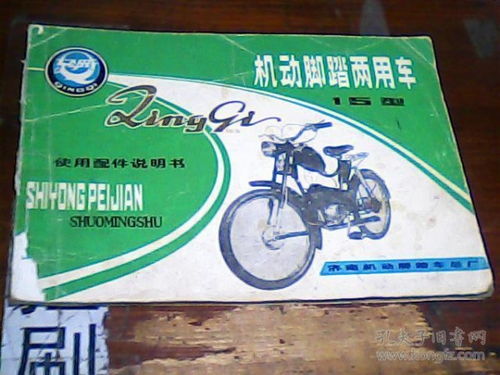 QINGQI
机动脚踏两用车
15型
Qing Qi
使用配件说明书
SHIYONG PEIJIAN
SHUOMINGSHU
济南机动脚踏车总厂
刷
孔夫子旧书网
www.kongfz.com